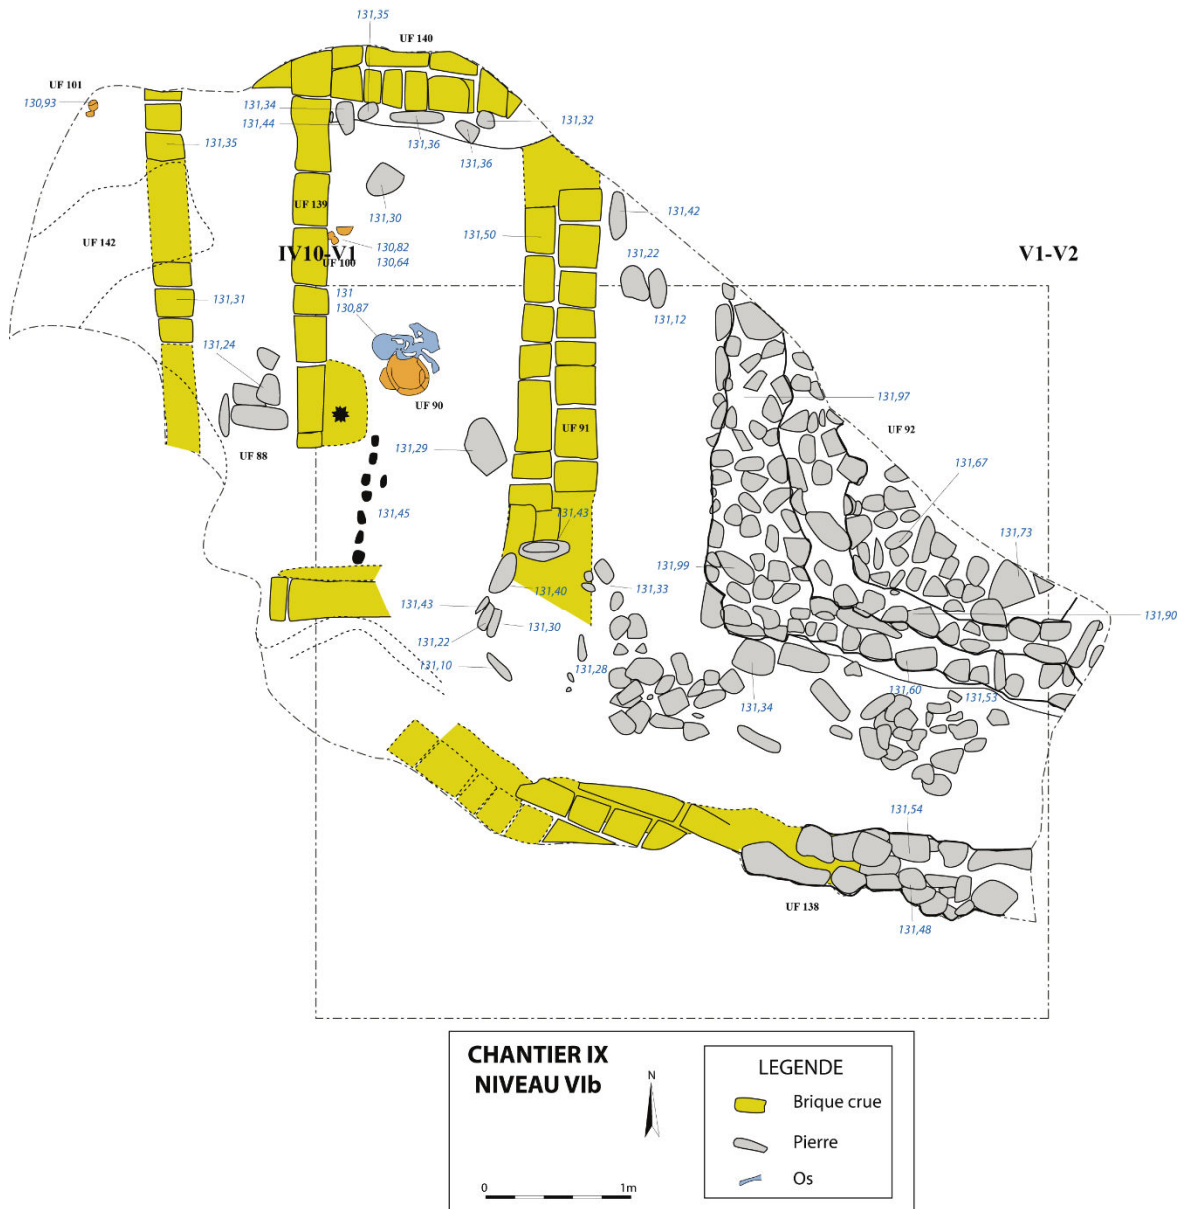 131,35
UF 140
UF 101
130,93
131,34
131,44
131,32
131,35
131,36
131,36
UF 139
131,30
131,42
131,50
UF 142
130,82
IV10-V1
UF 100
130,64
131,22
V1-V2
131
130,87
131,31
131,12
131,24
131,97
UF 90
UF 91
UF 92
UF 88
131,29
131,67
131,45
131,43
131,73
131,99
131,40
131,33
131,43
131,30
131,90
131,22
131,10
131,28
131,34
131,60
131,53
131,54
UF 138
131,48
CHANTIER IX
NIVEAU VIb
N
0
1m
LEGENDE
Brique crue
Pierre
Os